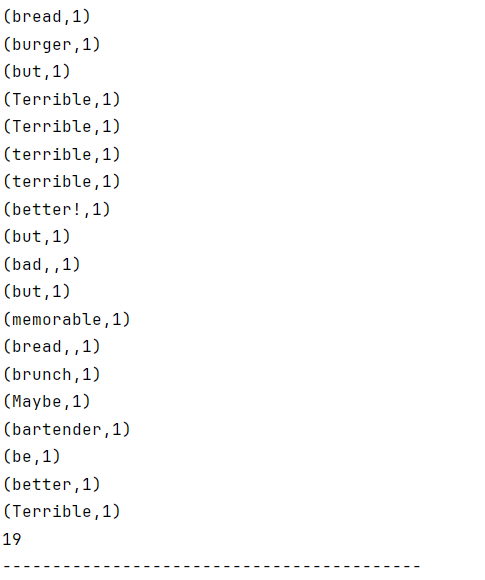 (bread,1)
(burger,1)
(but,1)
(Terrible,1)
(Terrible,1)
(terrible,1)
(terrible,1)
(better!,1)
(but,1)
(bad,,1)
(but,1)
(memorable,1)
(bread,,1)
(brunch,1)
(Maybe,1)
(bartender,1)
(be,1)
(better,1)
(Terrible,1)
19
------------------------------------------